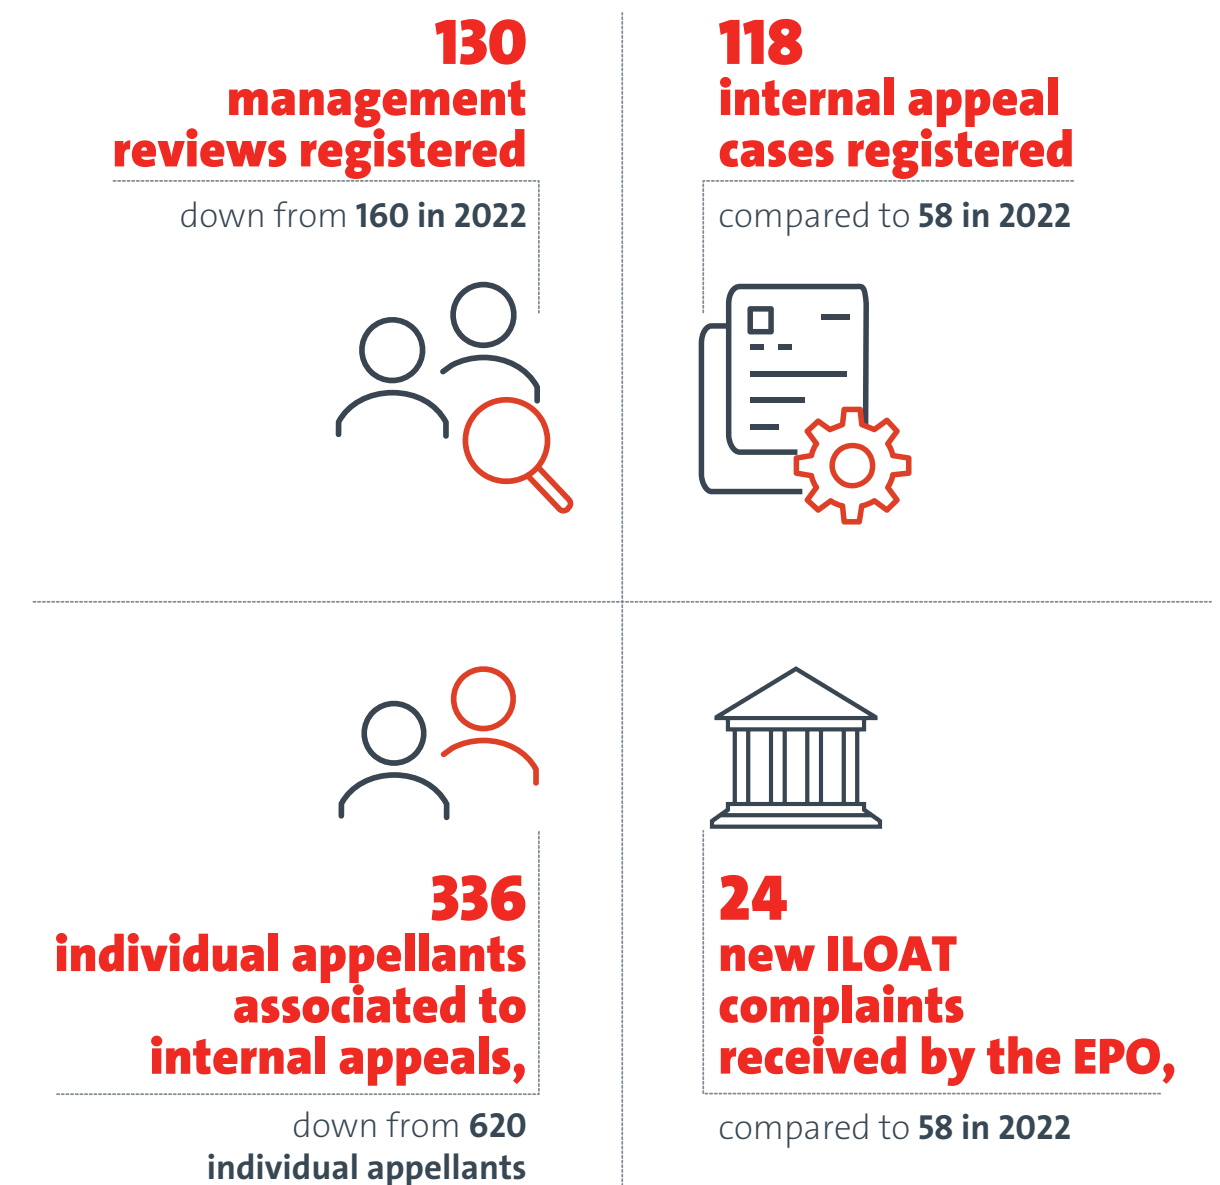 130
management
reviews registered
down from 160 in 2022
118
internal appeal
cases registered
compared to 58 in 2022
336
individual appellants
associated to
internal appeals,
down from 620
individual appellants
24
new ILOAT
complaints
received by the EPO,
compared to 58 in 2022